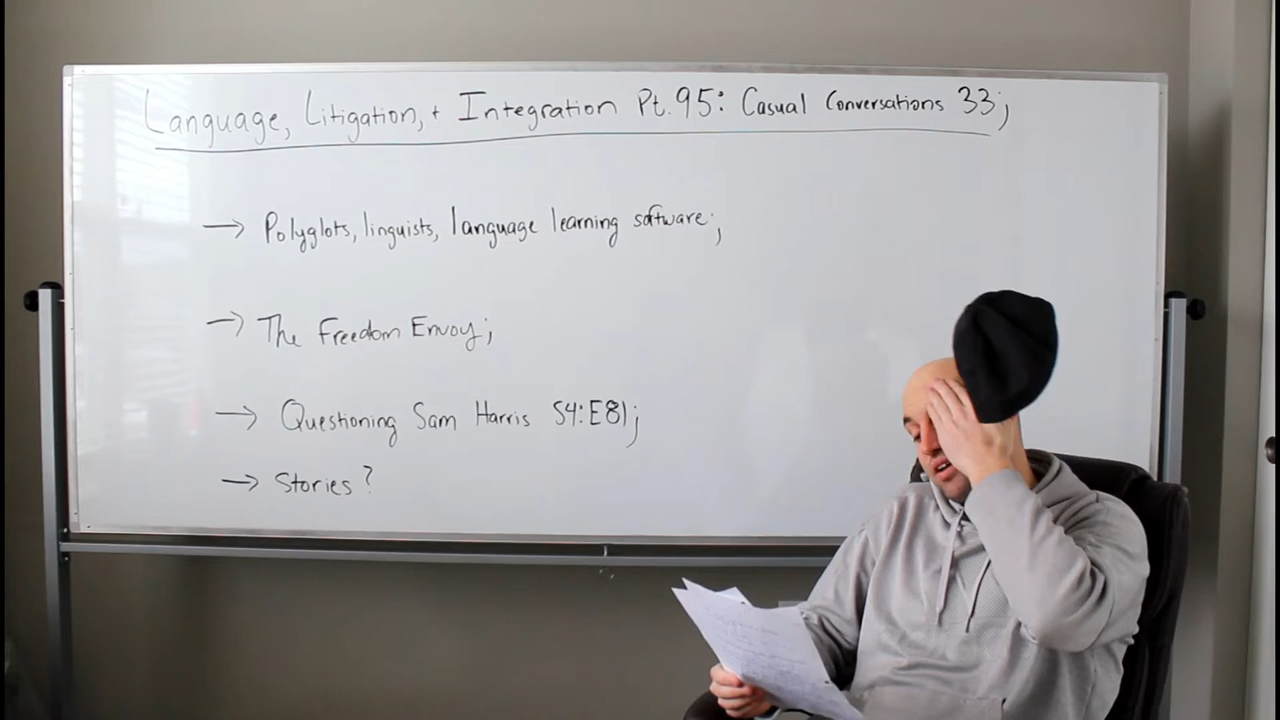 Language, Litigation, + Integration Pt. 95: Casual Conversations 33;
→ Polyglots, linguists, language learning software;
→ The Freedom Envoy;
→ Questioning Sam Harris S4:E81;
→ Stories?